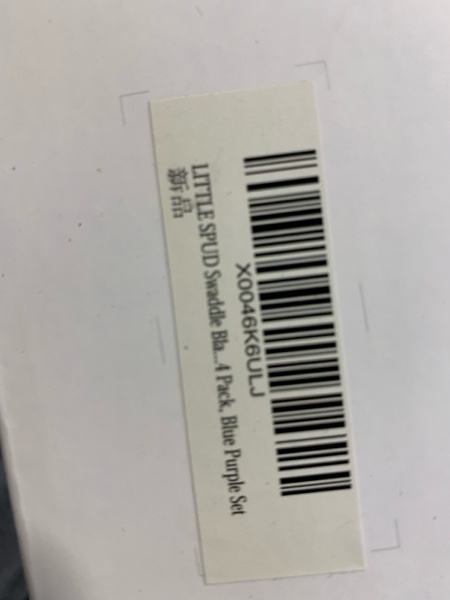 X0046K6ULJ
LITTLE SPUD Swaddle Bla...4 Pack, Blue Purple Set
新品